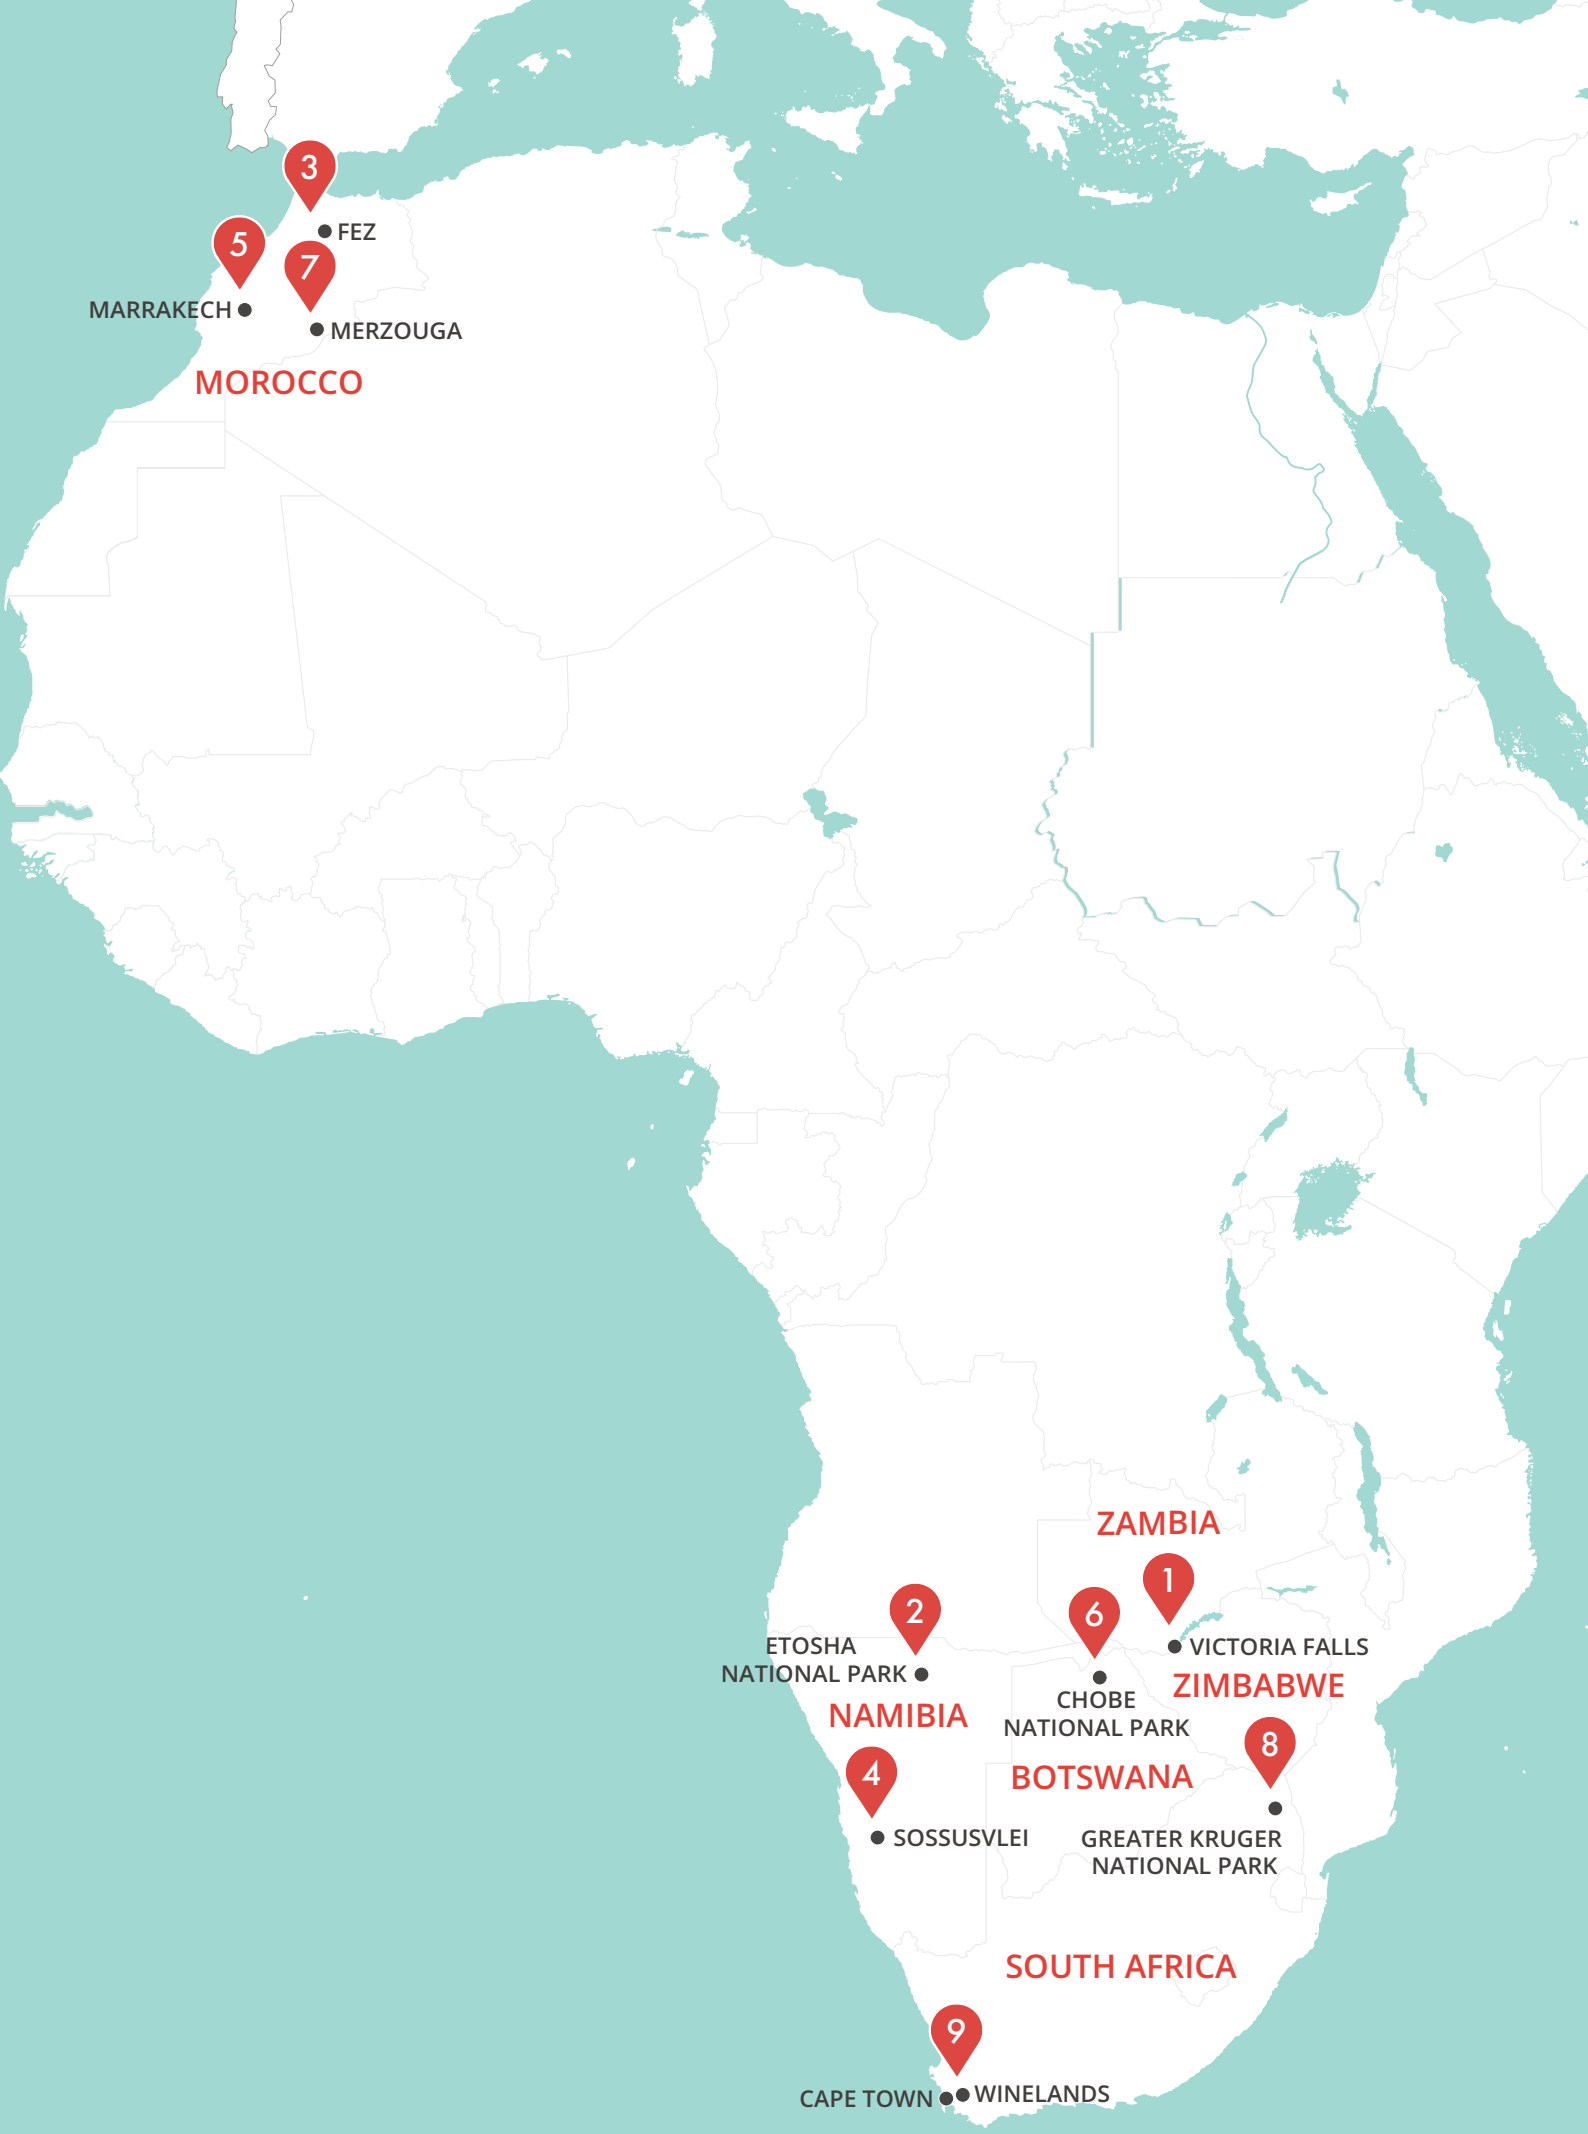 3
FEZ
5
7
MARRAKECH
MERZOUGA
MOROCCO
ZAMBIA
1
2
6
ETOSHA
NATIONAL PARK
VICTORIA FALLS
CHOBE
NATIONAL PARK
ZIMBABWE
NAMIBIA
8
4
BOTSWANA
SOSSUSVLEI
GREATER KRUGER
NATIONAL PARK
SOUTH AFRICA
9
CAPE TOWN
WINELANDS